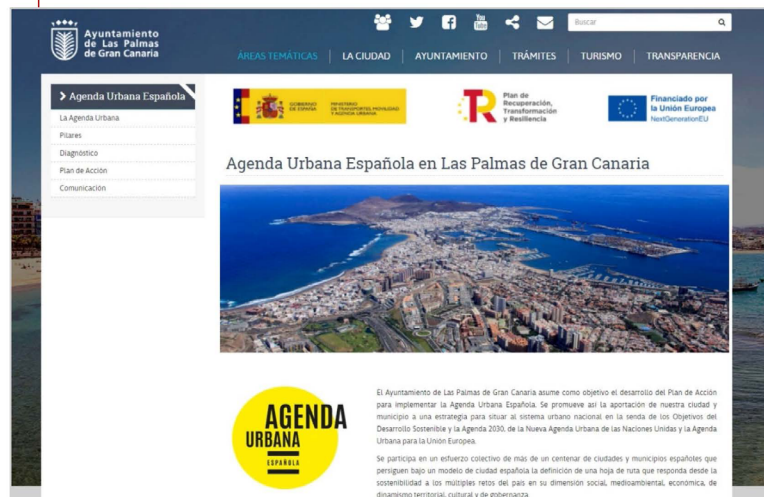 Ayuntamiento
de Las Palmas
de Gran Canaria
You
Tube
Buscar
ÁREAS TEMÁTICAS
LA CIUDAD
AYUNTAMIENTO
TRÁMITES
TURISMO
TRANSPARENCIA
Agenda Urbana Española
La Agenda Urbana
Pilares
Diagnóstico
Plan de Acción
Comunicación
GOBIERNO
DE ESPAÑA
MINISTERIO
DE TRANSPORTES, MOVILIDAD
Y AGENDA URBANA
Plan de
Recuperación,
Transformación
y Resiliencia
Financiado por
la Unión Europea
NextGenerationEU
Agenda Urbana Española en Las Palmas de Gran Canaria
AGENDA
URBANA
ESPAÑOLA
El Ayuntamiento de Las Palmas de Gran Canaria asume como objetivo el desarrollo del Plan de Acción
para implementar la Agenda Urbana Española. Se promueve así la aportación de nuestra ciudad y
municipio a una estrategia para situar al sistema urbano nacional en la senda de los Objetivos del
Desarrollo Sostenible y la Agenda 2030, de la Nueva Agenda Urbana de las Naciones Unidas y la Agenda
Urbana para la Unión Europea.
Se participa en un esfuerzo colectivo de más de un centenar de ciudades y municipios españoles que
persiguen bajo un modelo de ciudad española la definición de una hoja de ruta que responda desde la
sostenibilidad a los múltiples retos del país en su dimensión social, medioambiental, económica, de
dinamismo territorial, cultural y de gobernanza.